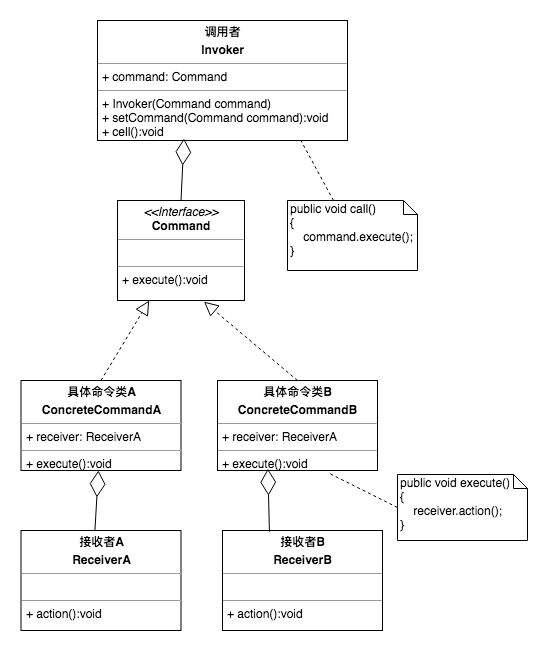 调用者
Invoker
+ command: Command
+ Invoker(Command command)
+ setCommand(Command command):void
+ cell():void
<<Interface>>
Command
+ execute():void
public void call()
{
command.execute();
}
具体命令类A
ConcreteCommandA
+ receiver: ReceiverA
+ execute():void
具体命令类B
ConcreteCommandB
+ receiver: ReceiverA
+ execute():void
public void execute()
{
receiver.action();
}
接收者A
ReceiverA
+ action():void
接收者B
ReceiverB
+ action():void